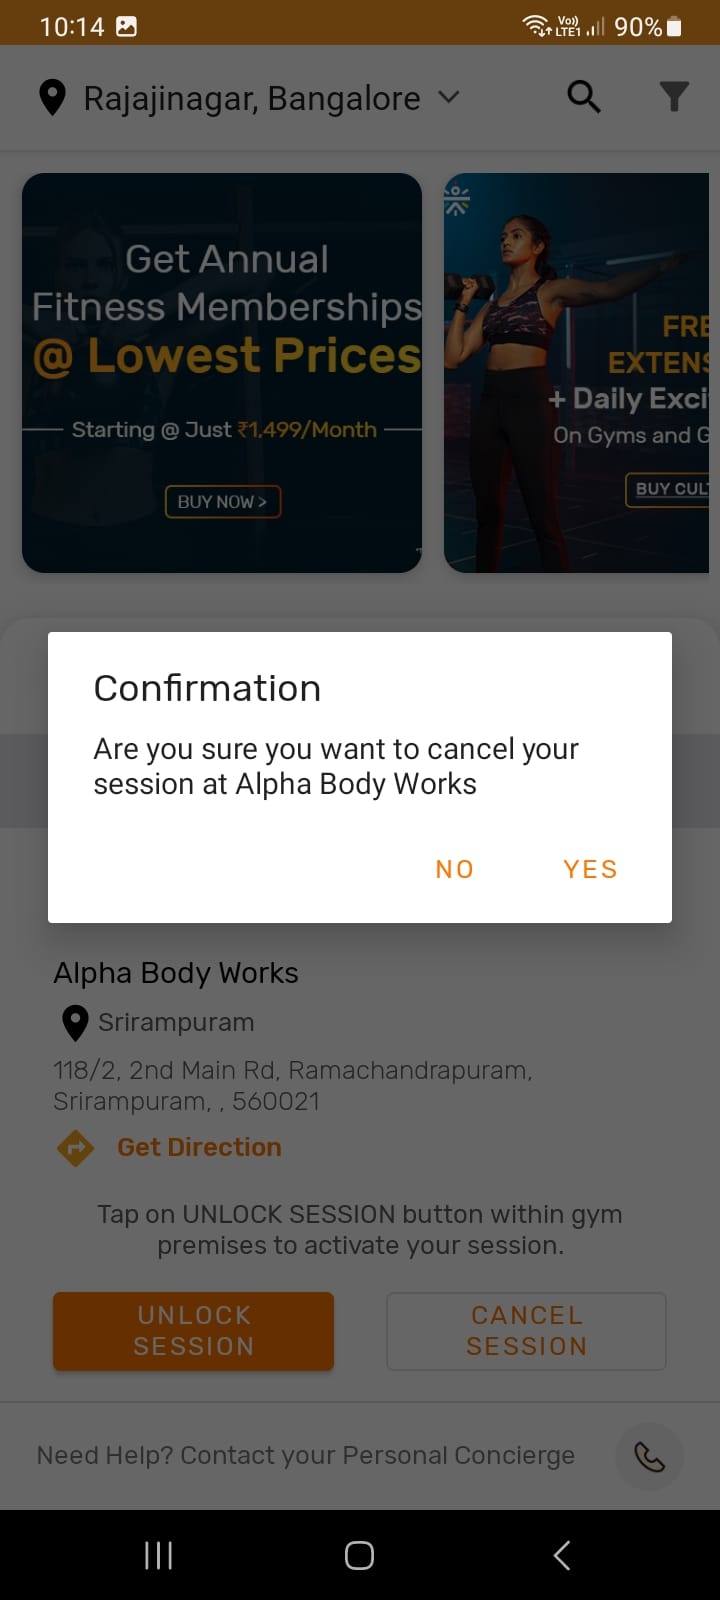 10:14
Vo)) LTE1 90%
Rajajinagar, Bangalore
Get Annual
Fitness Memberships
@ Lowest Prices
Starting @ Just ₹1,499/Month
BUY NOW >
FRE
EXTENS
+ Daily Exci
On Gyms and G
BUY CULT
Confirmation
Are you sure you want to cancel your
session at Alpha Body Works
NO YES
Alpha Body Works
Srirampuram
118/2, 2nd Main Rd, Ramachandrapuram,
Srirampuram, , 560021
Get Direction
Tap on UNLOCK SESSION button within gym
premises to activate your session.
UNLOCK
SESSION
CANCEL
SESSION
Need Help? Contact your Personal Concierge